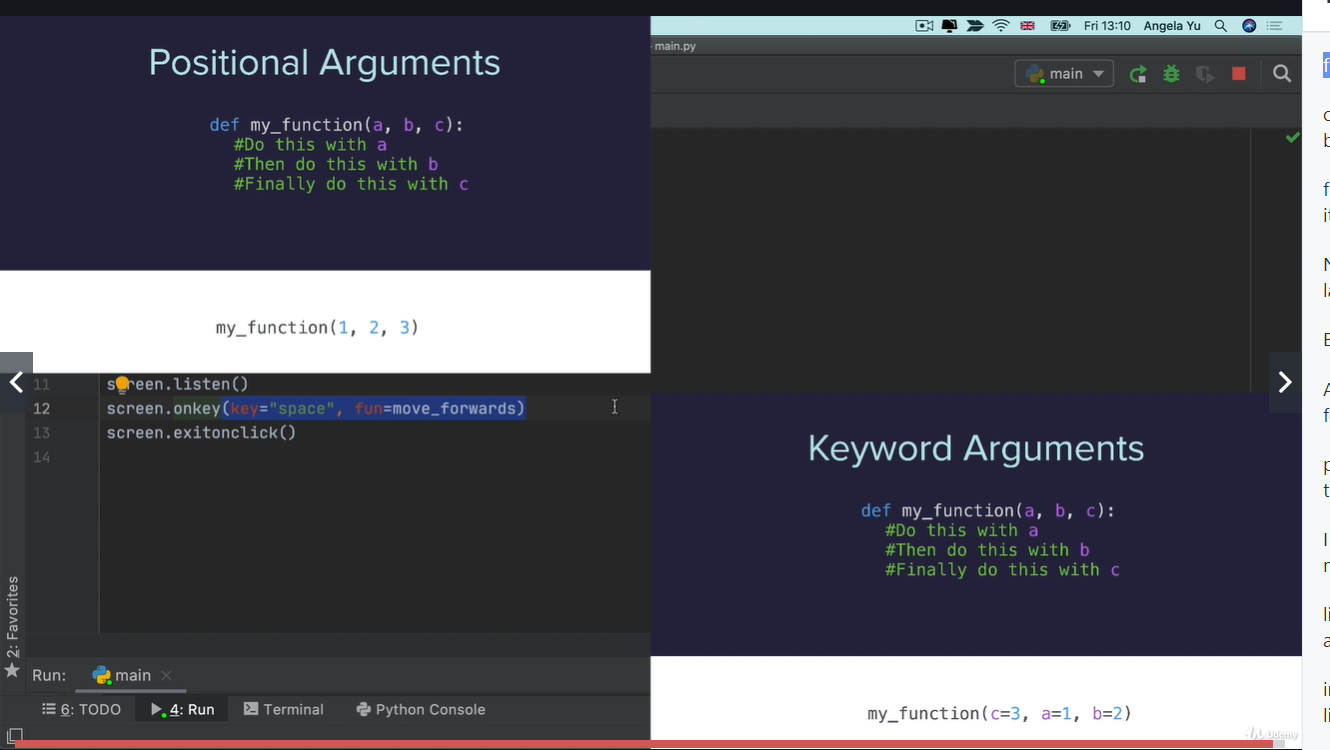 Fri 13:10 Angela Yu
Positional Arguments
def my_function(a, b, c):
#Do this with a
#Then do this with b
#Finally do this with c
my_function(1, 2, 3)
main.py
main
11 screen.listen()
12 screen.onkey(key="space", fun=move_forwards)
13 screen.exitonclick()
14
Keyword Arguments
def my_function(a, b, c):
#Do this with a
#Then do this with b
#Finally do this with c
my_function(c=3, a=1, b=2)
2: Favorites
Run: main
6: TODO 4: Run Terminal Python Console
Udemy